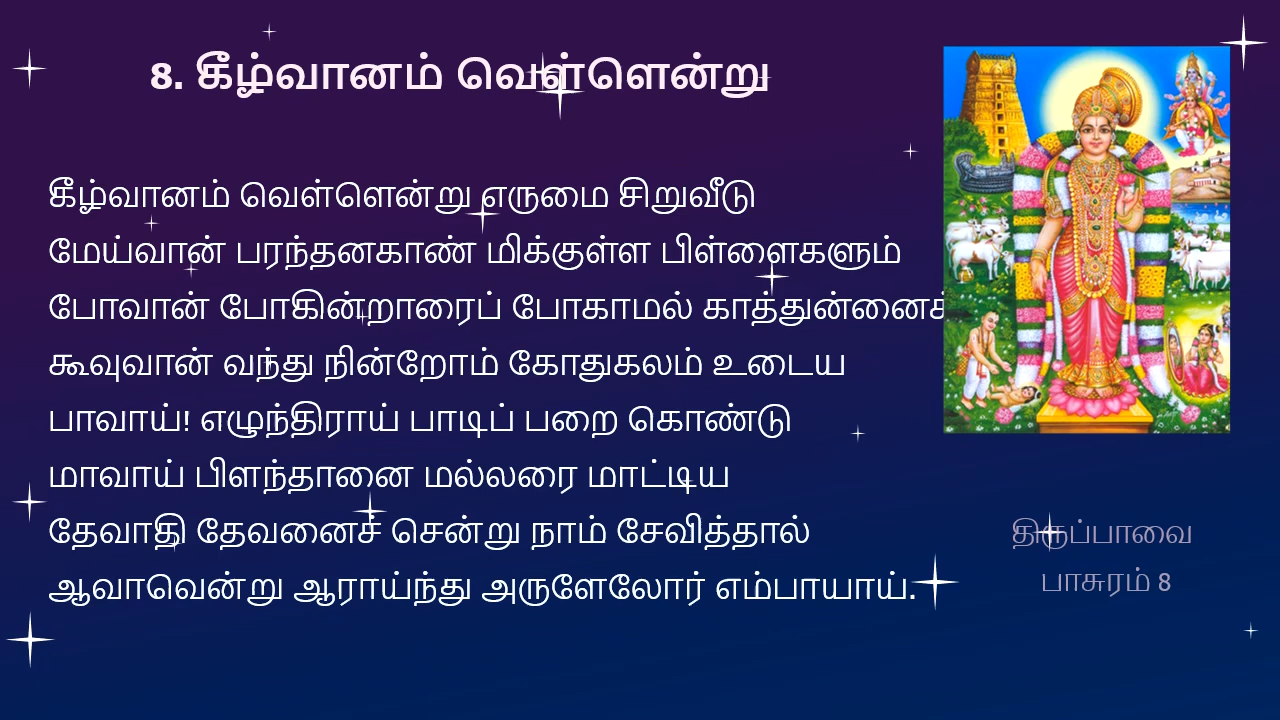 8. கீழ்வானம் வெள்ளென்று
கீழ்வானம் வெள்ளென்று எருமை சிறுவீடு
மேய்வான் பரந்தனகாண் மிக்குள்ள பிள்ளைகளும்
போவான் போகின்றாரைப் போகாமல் காத்துன்னைக்
கூவுவான் வந்து நின்றோம் கோதுகலம் உடைய
பாவாய்! எழுந்திராய் பாடிப் பறை கொண்டு
மாவாய் பிளந்தானை மல்லரை மாட்டிய
தேவாதி தேவனைச் சென்று நாம் சேவித்தால்
ஆவாவென்று ஆராய்ந்து அருளேலோர் எம்பாயாய்.
திருப்பாவை
பாசுரம் 8